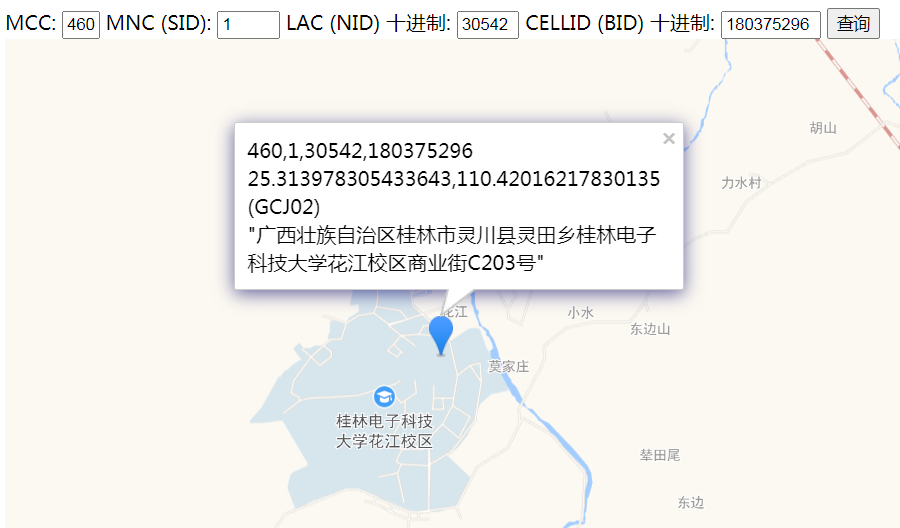 MCC: 460 MNC (SID): 1 LAC (NID) 十进制: 30542 CELLID (BID) 十进制: 180375296 查询
胡山
460,1,30542,180375296
25.313978305433643,110.42016217830135
(GCJ02)
"广西壮族自治区桂林市灵川县灵田乡桂林电子
科技大学花江校区商业街C203号"
力水村
花江
小水
东边山
莫家庄
桂林电子科技
大学花江校区
辇田尾
东边